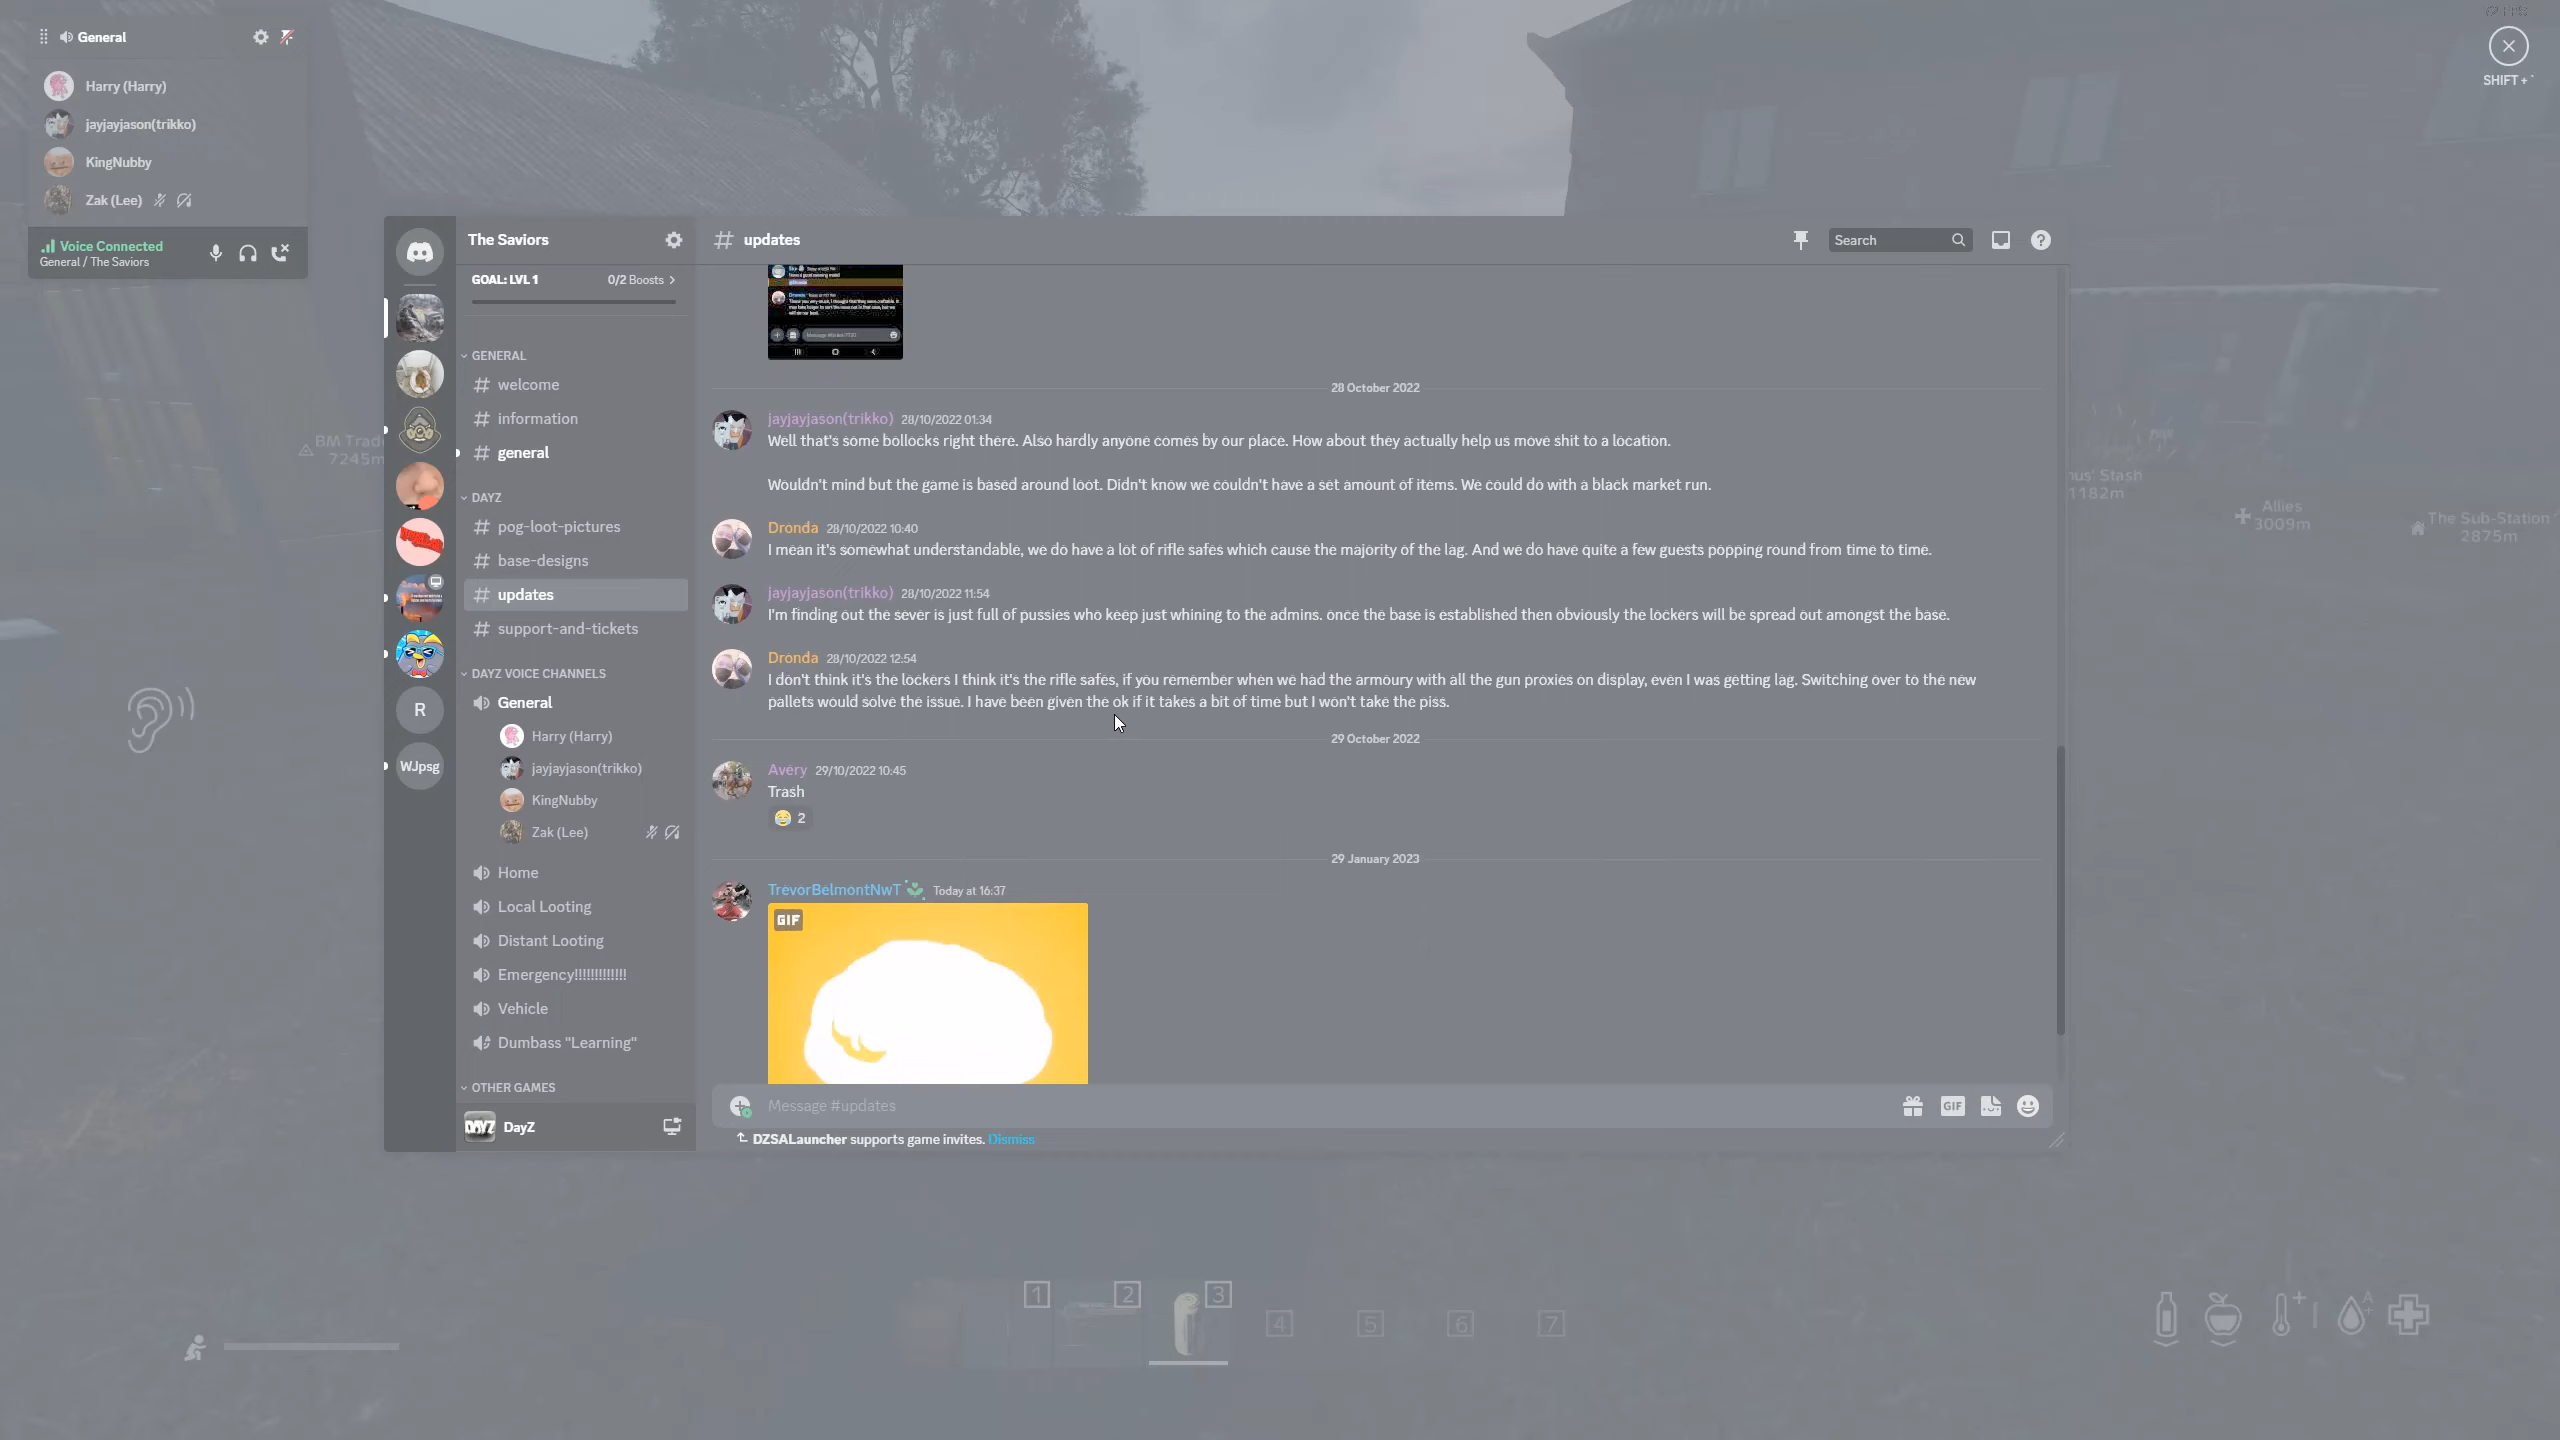 General
Harry (Harry)
jayjayjason(trikko)
KingNubby
Zak (Lee)
Voice Connected
General / The Saviors
SHIFT + `
The Saviors
GOAL: LVL 1
0/2 Boosts >
GENERAL
welcome
information
general
DAYZ
pog-loot-pictures
base-designs
updates
support-and-tickets
DAYZ VOICE CHANNELS
General
Harry (Harry)
jayjayjason(trikko)
KingNubby
Zak (Lee)
Home
Local Looting
Distant Looting
Emergency!!!!!!!!!!!!!
Vehicle
Dumbass "Learning"
OTHER GAMES
DAYZ
DayZ
R
WJpsg
# updates
Search
28 October 2022
jayjayjason(trikko) 28/10/2022 01:34
Well that's some bollocks right there. Also hardly anyone comes by our place. How about they actually help us move shit to a location.
Wouldn't mind but the game is based around loot. Didn't know we couldn't have a set amount of items. We could do with a black market run.
Dronda 28/10/2022 10:40
I mean it's somewhat understandable, we do have a lot of rifle safes which cause the majority of the lag. And we do have quite a few guests popping round from time to time.
jayjayjason(trikko) 28/10/2022 11:54
I'm finding out the sever is just full of pussies who keep just whining to the admins. once the base is established then obviously the lockers will be spread out amongst the base.
Dronda 28/10/2022 12:54
I don't think it's the lockers I think it's the rifle safes, if you remember when we had the armoury with all the gun proxies on display, even I was getting lag. Switching over to the new
pallets would solve the issue. I have been given the ok if it takes a bit of time but I won't take the piss.
29 October 2022
Avery 29/10/2022 10:45
Trash
2
29 January 2023
TrevorBelmontNwT Today at 16:37
GIF
Message #updates
GIF
DZSALauncher supports game invites. Dismiss
BM Trade
7245m
us' Stash
1182m
Allies
3009m
The Sub-Station
2875m
1 2 3 4 5 6 7